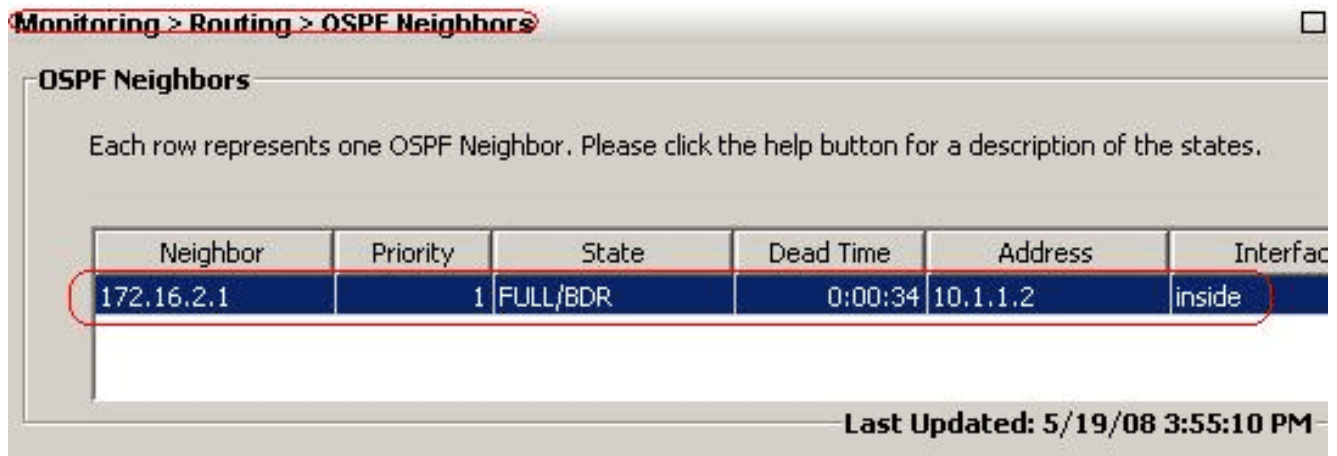 Monitoring > Routing > OSPF Neighbors
OSPF Neighbors
Each row represents one OSPF Neighbor. Please click the help button for a description of the states.
Neighbor Priority State Dead Time Address Interfac
172.16.2.1 1 FULL/BDR 0:00:34 10.1.1.2 inside
Last Updated: 5/19/08 3:55:10 PM